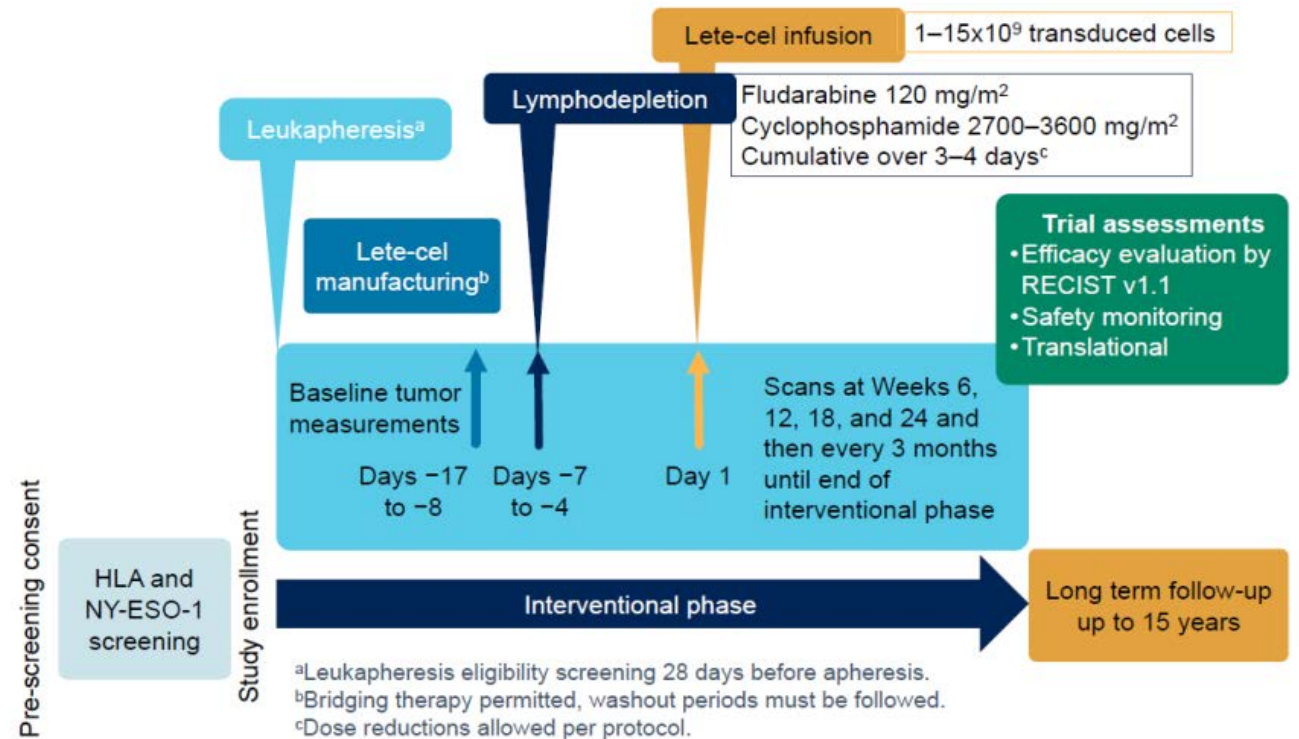 Lete-cel infusion
1–15x10⁹ transduced cells
Lymphodepletion
Fludarabine 120 mg/m²
Cyclophosphamide 2700–3600 mg/m²
Cumulative over 3–4 daysᶜ
Leukapheresisᵃ
Lete-cel
manufacturingᵇ
Trial assessments
•Efficacy evaluation by
RECIST v1.1
•Safety monitoring
•Translational
Baseline tumor
measurements
Days −17
to −8
Days −7
to −4
Day 1
Scans at Weeks 6,
12, 18, and 24 and
then every 3 months
until end of
interventional phase
Pre-screening consent
HLA and
NY-ESO-1
screening
Study enrollment
Interventional phase
Long term follow-up
up to 15 years
ᵃLeukapheresis eligibility screening 28 days before apheresis.
ᵇBridging therapy permitted, washout periods must be followed.
ᶜDose reductions allowed per protocol.